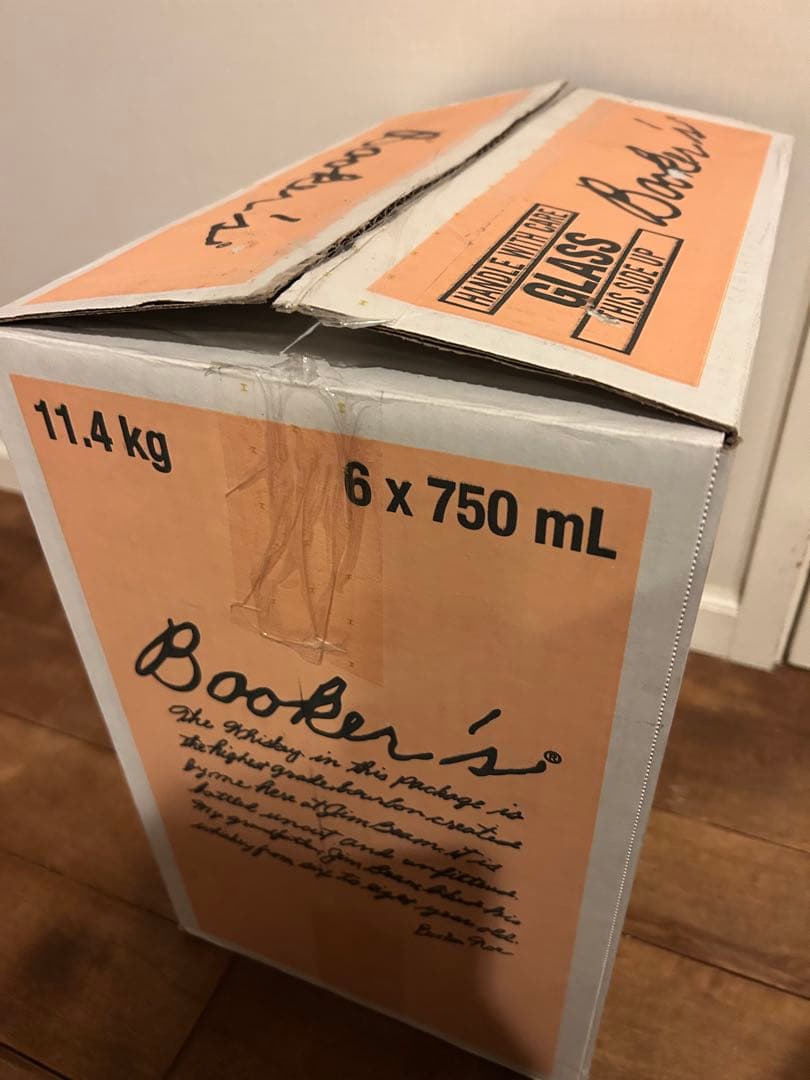 Booker's
Booker's
HANDLE WITH CARE
GLASS
THIS SIDE UP
11.4 kg
6 x 750 mL
Booker's®
The Whiskey in this package is
the highest grade bourbon created
by me here at Jim Beam. It is
bottled uncut and unfiltered.
My grandfather, Jim Beam liked his
whiskey from six to eight years old.
Booker Noe